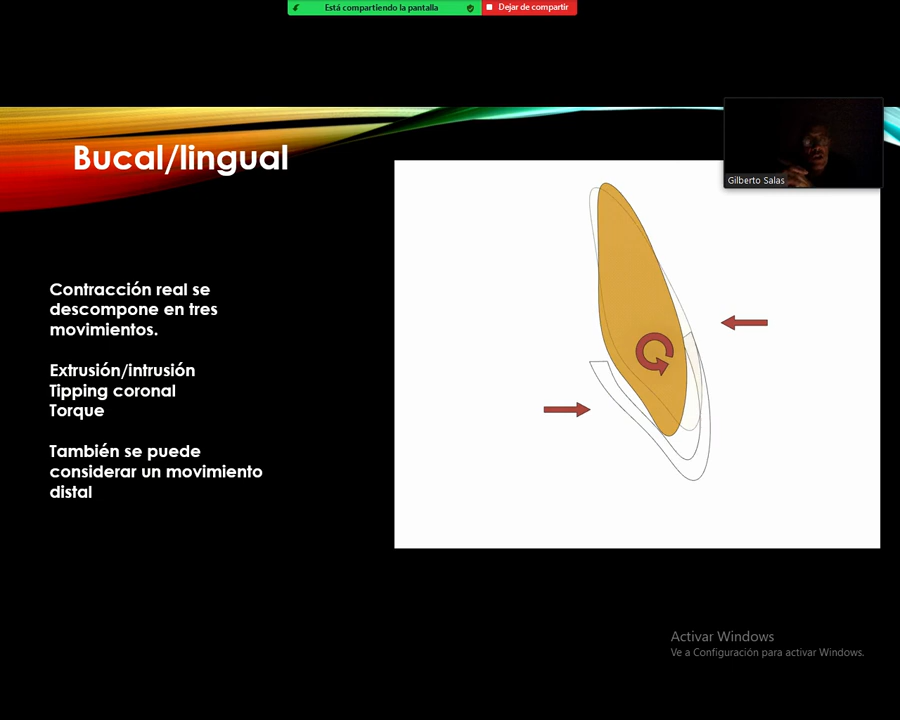 Está compartiendo la pantalla
Dejar de compartir
Bucal/lingual
Gilberto Salas
Contracción real se
descompone en tres
movimientos.
Extrusión/intrusión
Tipping coronal
Torque
También se puede
considerar un movimiento
distal
Activar Windows
Ve a Configuración para activar Windows.